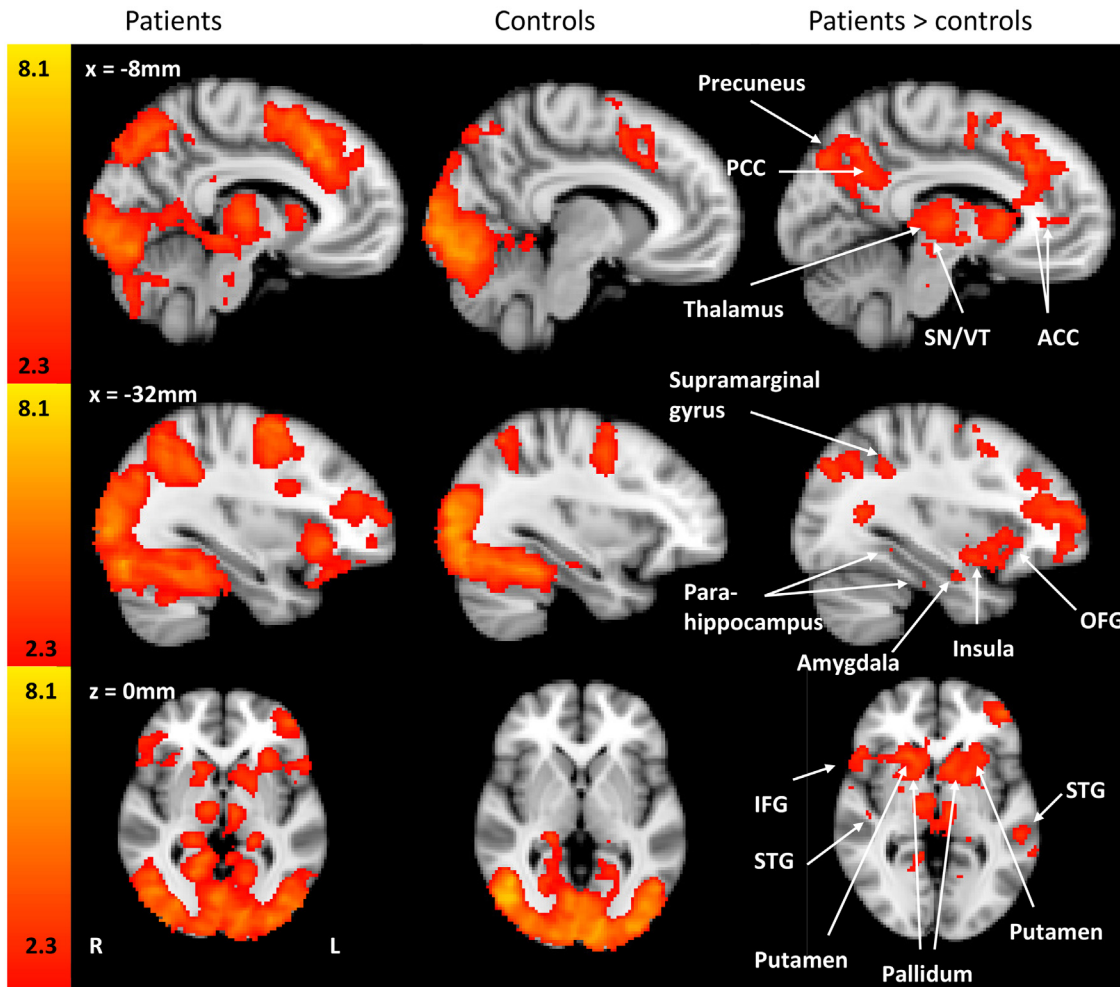 Patients
Controls
Patients > controls
8.1
x = -8mm
Precuneus
PCC
Thalamus
SN/VT
ACC
2.3
8.1
x = -32mm
Supramarginal
gyrus
Para-
hippocampus
OFG
Insula
Amygdala
2.3
8.1
z = 0mm
IFG
STG
STG
2.3
R
L
Putamen
Pallidum
Putamen